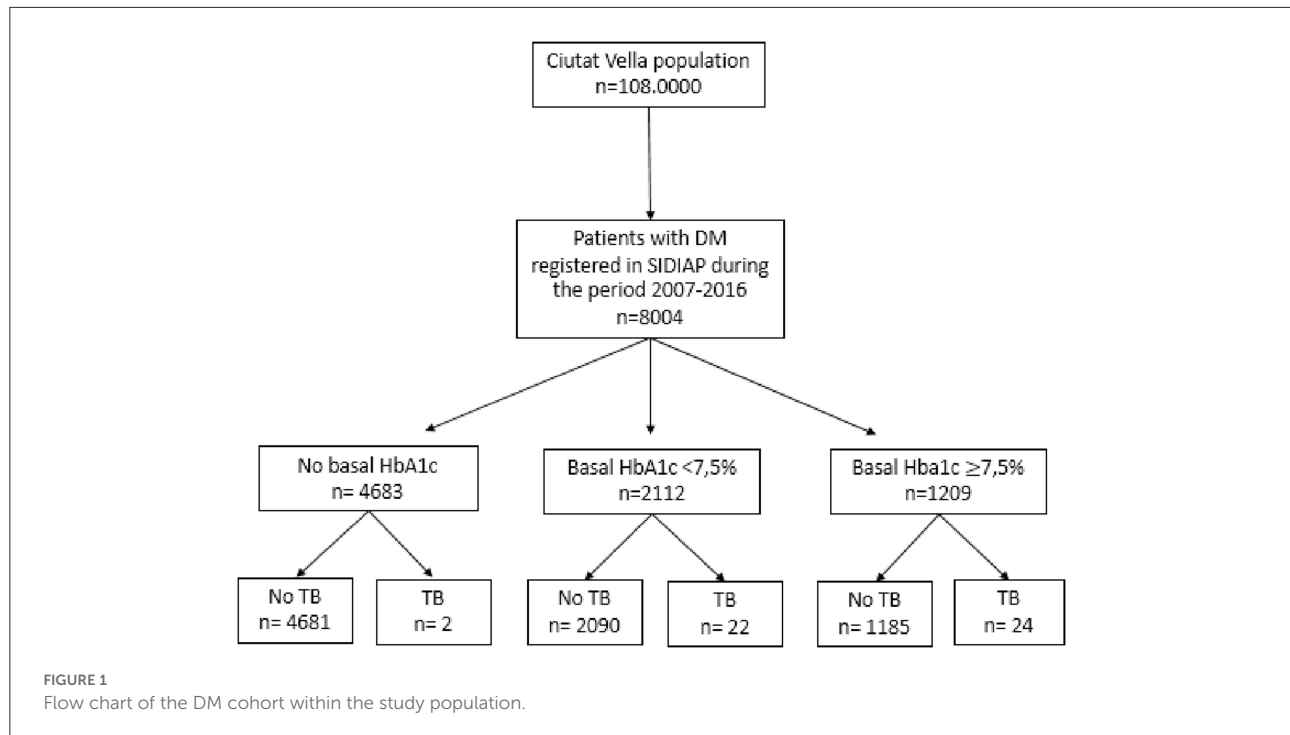 Ciutat Vella population
n=108.0000
Patients with DM
registered in SIDIAP during
the period 2007-2016
n=8004
No basal HbA1c
n= 4683
Basal HbA1c <7,5%
n=2112
Basal Hba1c ≥7,5%
n=1209
No TB
n= 4681
TB
n= 2
No TB
n= 2090
TB
n= 22
No TB
n= 1185
TB
n= 24
FIGURE 1
Flow chart of the DM cohort within the study population.